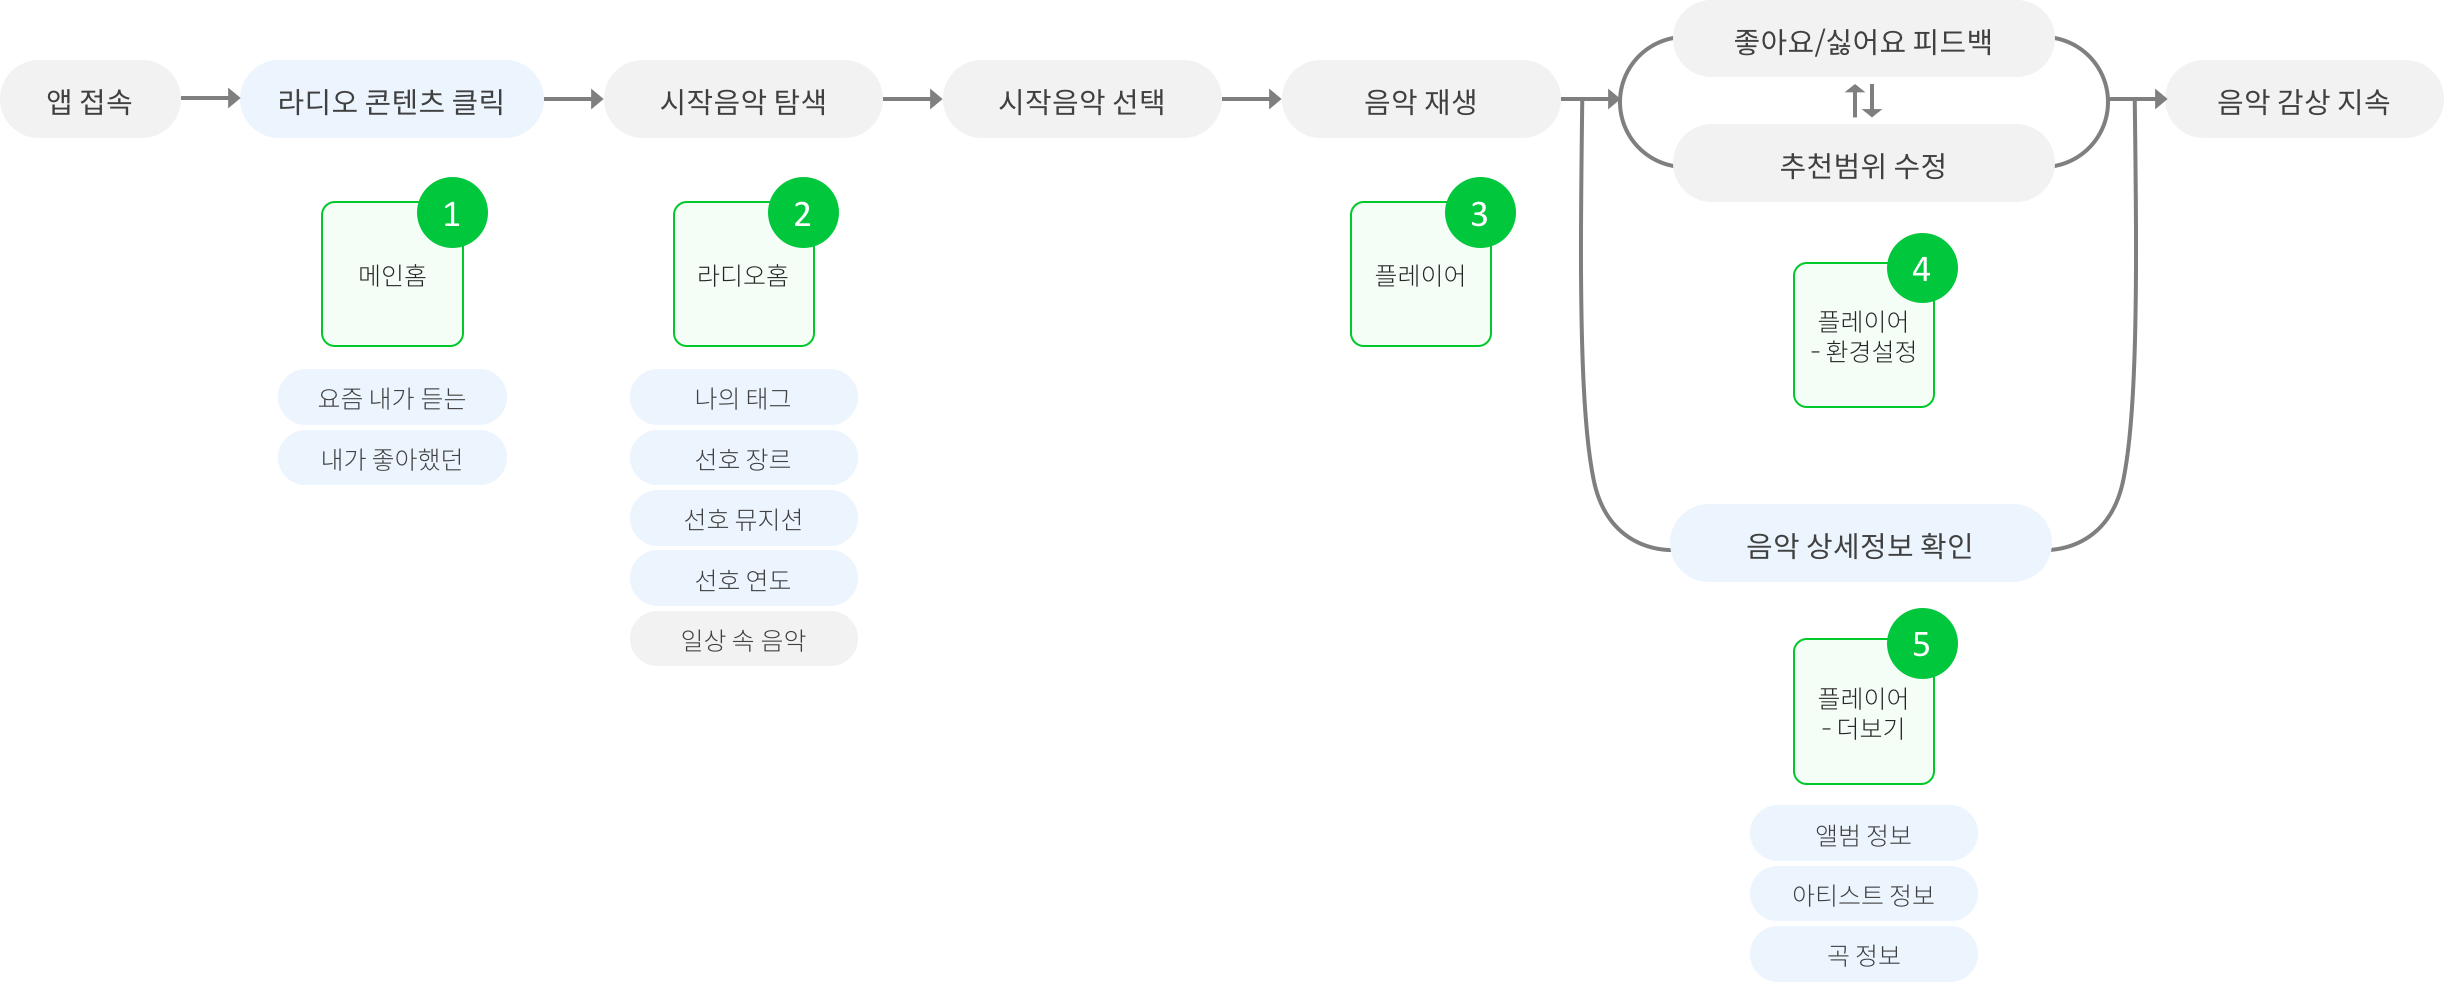 앱 접속
라디오 콘텐츠 클릭
시작음악 탐색
시작음악 선택
음악 재생
좋아요/싫어요 피드백
추천범위 수정
음악 감상 지속
1
메인홈
요즘 내가 듣는
내가 좋아했던
2
라디오홈
나의 태그
선호 장르
선호 뮤지션
선호 연도
일상 속 음악
3
플레이어
4
플레이어
- 환경설정
음악 상세정보 확인
5
플레이어
- 더보기
앨범 정보
아티스트 정보
곡 정보